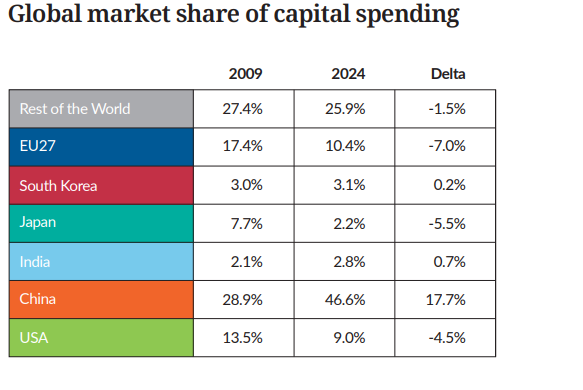 Global market share of capital spending
2009 2024 Delta
Rest of the World 27.4% 25.9% -1.5%
EU27 17.4% 10.4% -7.0%
South Korea 3.0% 3.1% 0.2%
Japan 7.7% 2.2% -5.5%
India 2.1% 2.8% 0.7%
China 28.9% 46.6% 17.7%
USA 13.5% 9.0% -4.5%